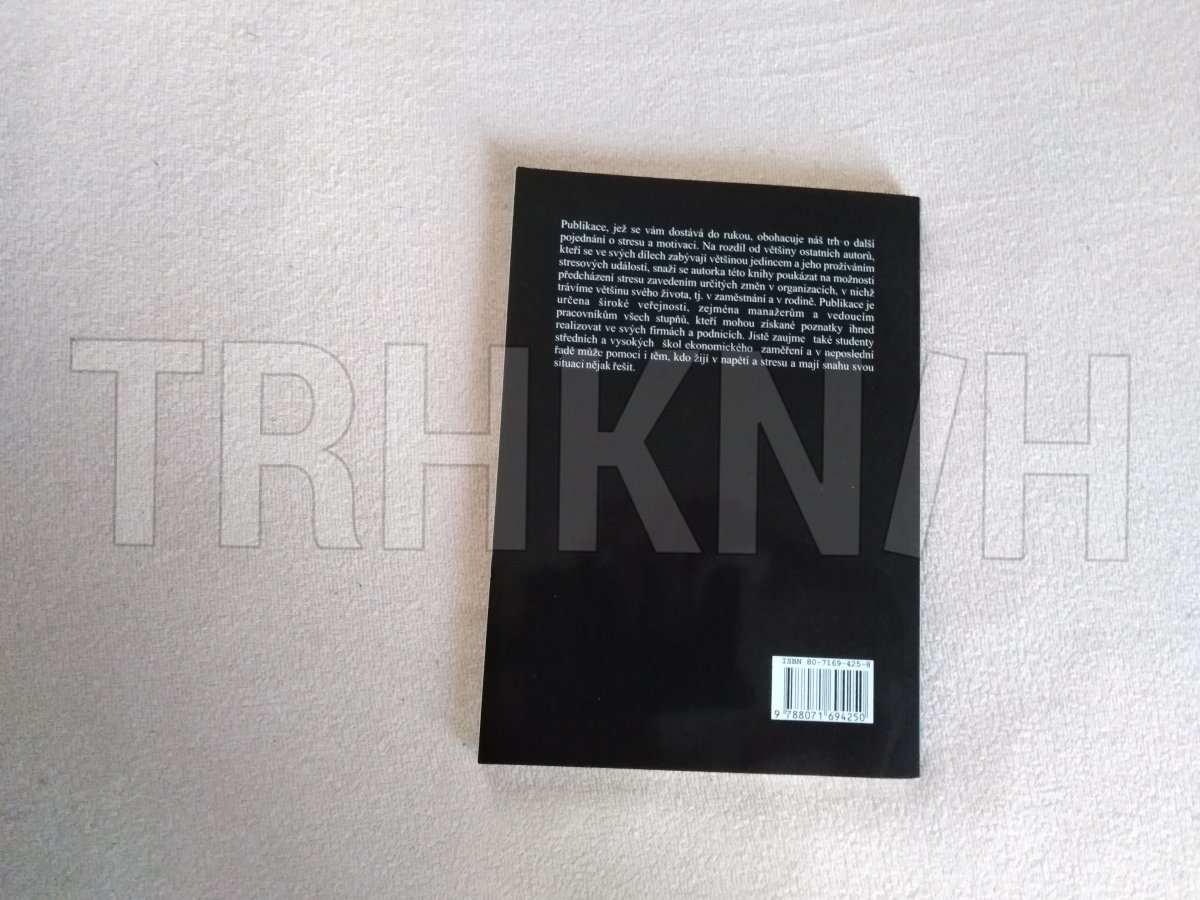 Publikace, jež se vám dostává do rukou, obohacuje náš trh o další
pojednání o stresu a motivaci. Na rozdíl od většiny ostatních autorů,
kteří se ve svých dílech zabývají většinou jedincem a jeho prožíváním
stresových událostí, snaží se autorka této knihy poukázat na možnosti
předcházení stresu zavedením určitých změn v organizacích, v nichž
trávíme většinu svého života, tj. v zaměstnání a v rodině. Publikace je
určena široké veřejnosti, zejména manažerům a vedoucím
pracovníkům všech stupňů, kteří mohou získané poznatky ihned
realizovat ve svých firmách a podnicích. Jistě zaujme také studenty
středních a vysokých škol ekonomického zaměření a v neposlední
řadě může pomoci i těm, kdo žijí v napětí a stresu a mají snahu svou
situaci nějak řešit.
TRHKN/H
ISBN 80-7169-425-8
9 788071 694250